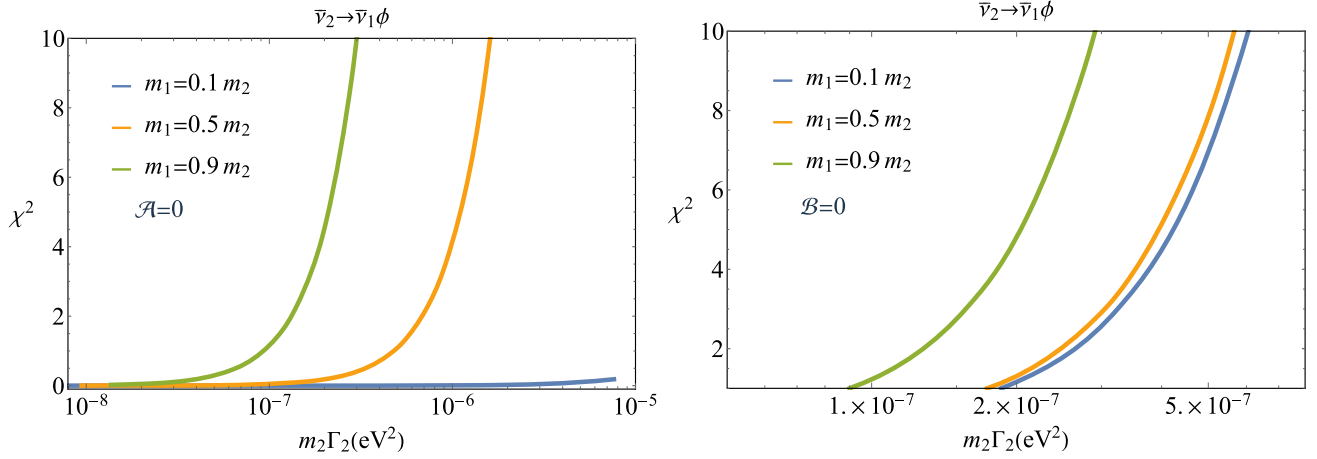 ν̅₂→ν̅₁ϕ
10
8
6
4
2
0
χ²
m₁=0.1 m₂
m₁=0.5 m₂
m₁=0.9 m₂
𝒜=0
10⁻⁸
10⁻⁷
10⁻⁶
10⁻⁵
m₂Γ₂(eV²)
ν̅₂→ν̅₁ϕ
10
8
6
4
2
χ²
m₁=0.1 m₂
m₁=0.5 m₂
m₁=0.9 m₂
ℬ=0
1.×10⁻⁷
2.×10⁻⁷
5.×10⁻⁷
m₂Γ₂(eV²)